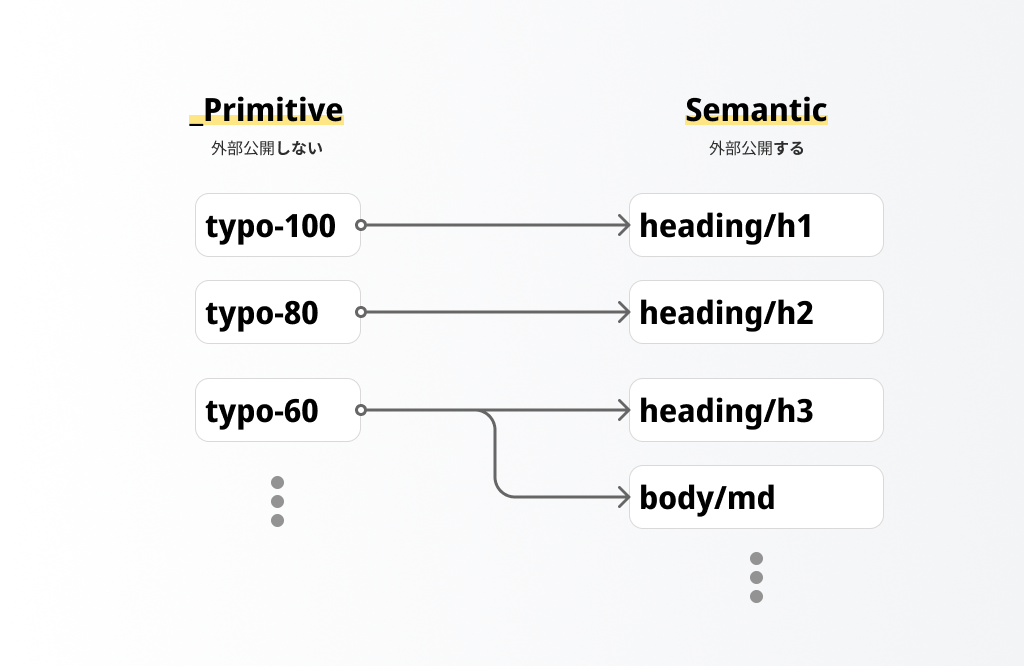 _Primitive
外部公開しない
typo-100
typo-80
typo-60
Semantic
外部公開する
heading/h1
heading/h2
heading/h3
body/md